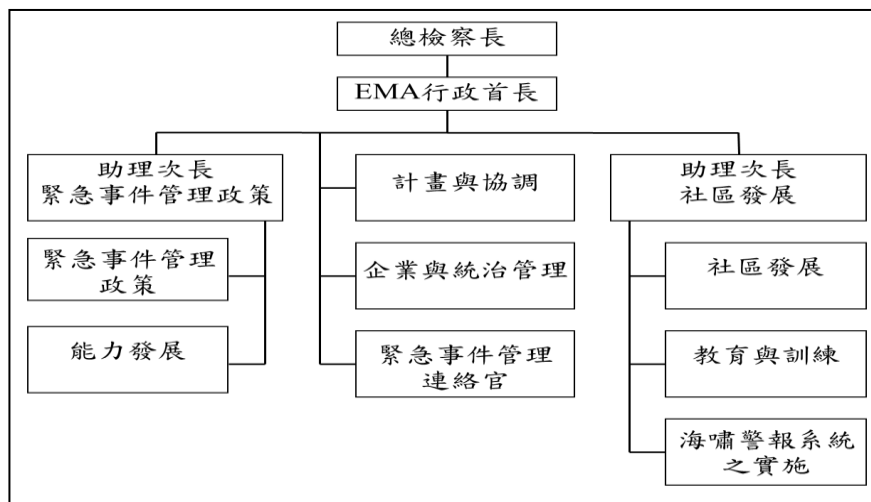 總檢察長
EMA行政首長
助理次長
緊急事件管理政策
緊急事件管理
政策
能力發展
計畫與協調
企業與統治管理
緊急事件管理
連絡官
助理次長
社區發展
社區發展
教育與訓練
海嘯警報系統
之實施